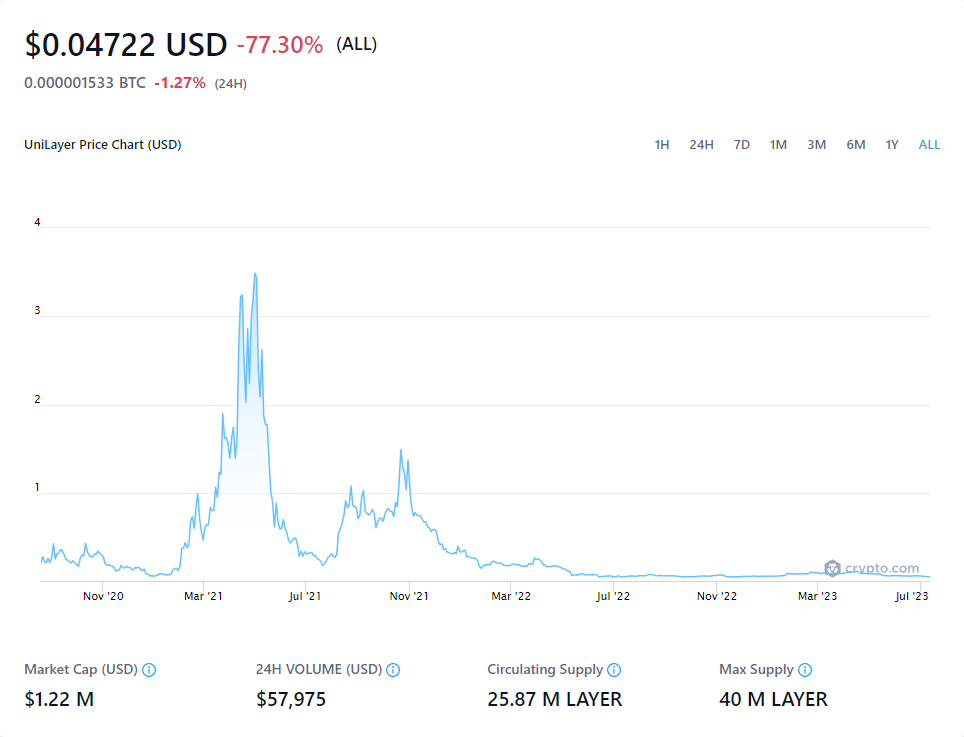 $0.04722 USD -77.30% (ALL)
0.000001533 BTC -1.27% (24H)
UniLayer Price Chart (USD) 1H 24H 7D 1M 3M 6M 1Y ALL
4
3
2
1
crypto.com
Nov '20 Mar '21 Jul '21 Nov '21 Mar '22 Jul '22 Nov '22 Mar '23 Jul '23
Market Cap (USD) 24H VOLUME (USD) Circulating Supply Max Supply
$1.22 M $57,975 25.87 M LAYER 40 M LAYER